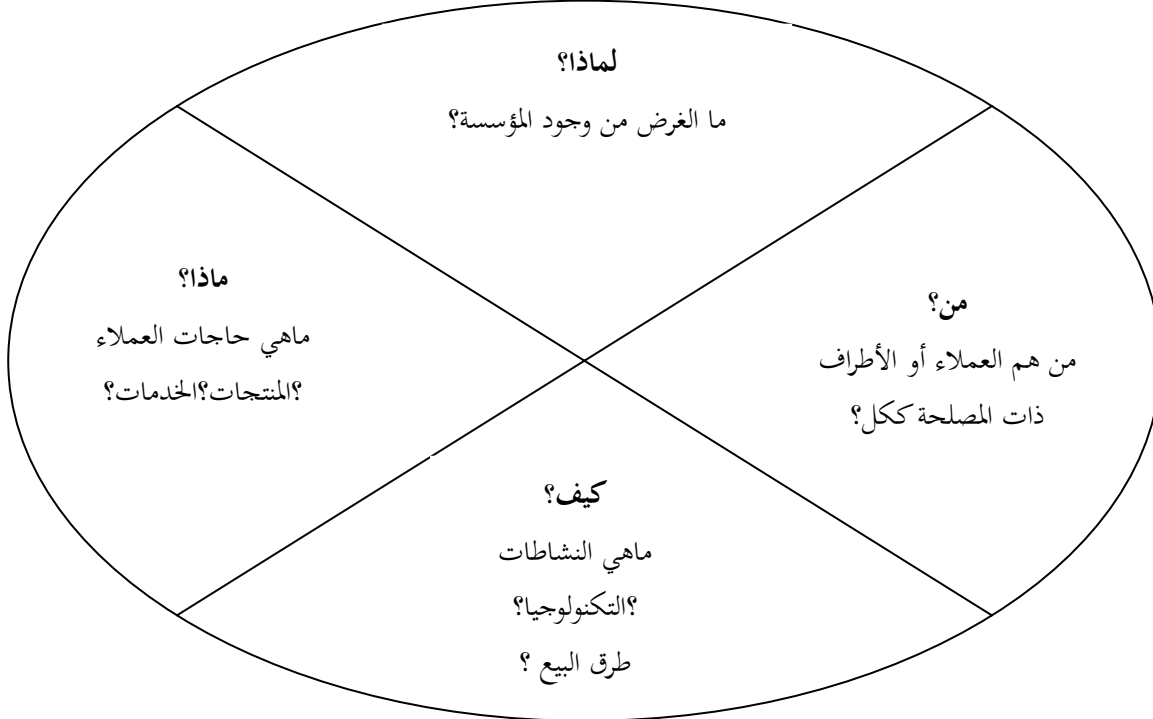 لماذا؟
ما الغرض من وجود المؤسسة؟
من؟
من هم العملاء أو الأطراف
ذات المصلحة ككل؟
ماذا؟
ماهي حاجات العملاء
؟المنتجات؟الخدمات؟
كيف؟
ماهي النشاطات
؟التكنولوجيا؟
طرق البيع ؟